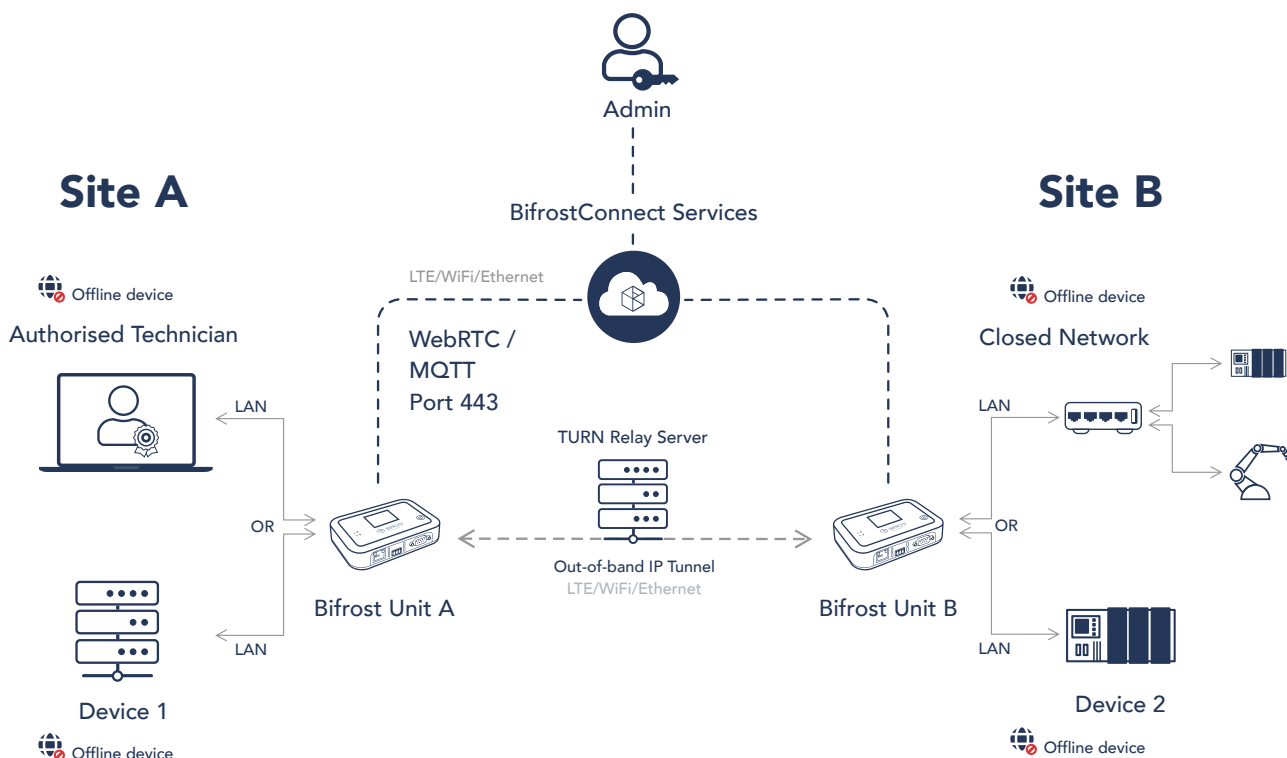 Admin
Site A
Site B
BifrostConnect Services
LTE/WiFi/Ethernet
Offline device
Authorised Technician
WebRTC /
MQTT
Port 443
Offline device
Closed Network
LAN
LAN
TURN Relay Server
OR
OR
Out-of-band IP Tunnel
LTE/WiFi/Ethernet
Bifrost Unit A
Bifrost Unit B
LAN
LAN
Device 1
Offline device
Device 2
Offline device